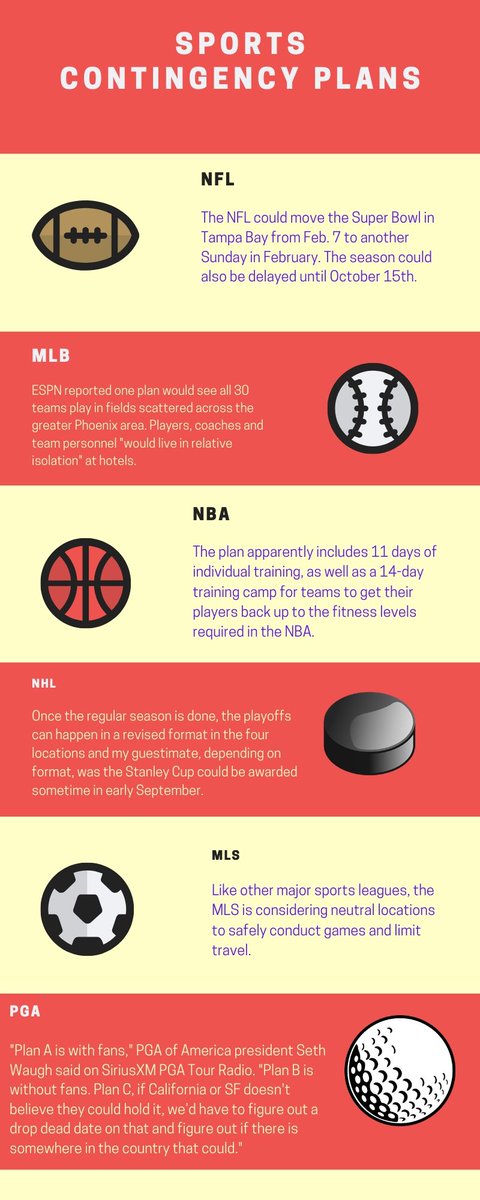 SPORTS
CONTINGENCY PLANS
NFL
The NFL could move the Super Bowl in
Tampa Bay from Feb. 7 to another
Sunday in February. The season could
also be delayed until October 15th.
MLB
ESPN reported one plan would see all 30
teams play in fields scattered across the
greater Phoenix area. Players, coaches and
team personnel "would live in relative
isolation" at hotels.
NBA
The plan apparently includes 11 days of
individual training, as well as a 14-day
training camp for teams to get their
players back up to the fitness levels
required in the NBA.
NHL
Once the regular season is done, the playoffs
can happen in a revised format in the four
locations and my guestimate, depending on
format, was the Stanley Cup could be awarded
sometime in early September.
MLS
Like other major sports leagues, the
MLS is considering neutral locations
to safely conduct games and limit
travel.
PGA
"Plan A is with fans," PGA of America president Seth
Waugh said on SiriusXM PGA Tour Radio. "Plan B is
without fans. Plan C, if California or SF doesn't
believe they could hold it, we'd have to figure out a
drop dead date on that and figure out if there is
somewhere in the country that could."